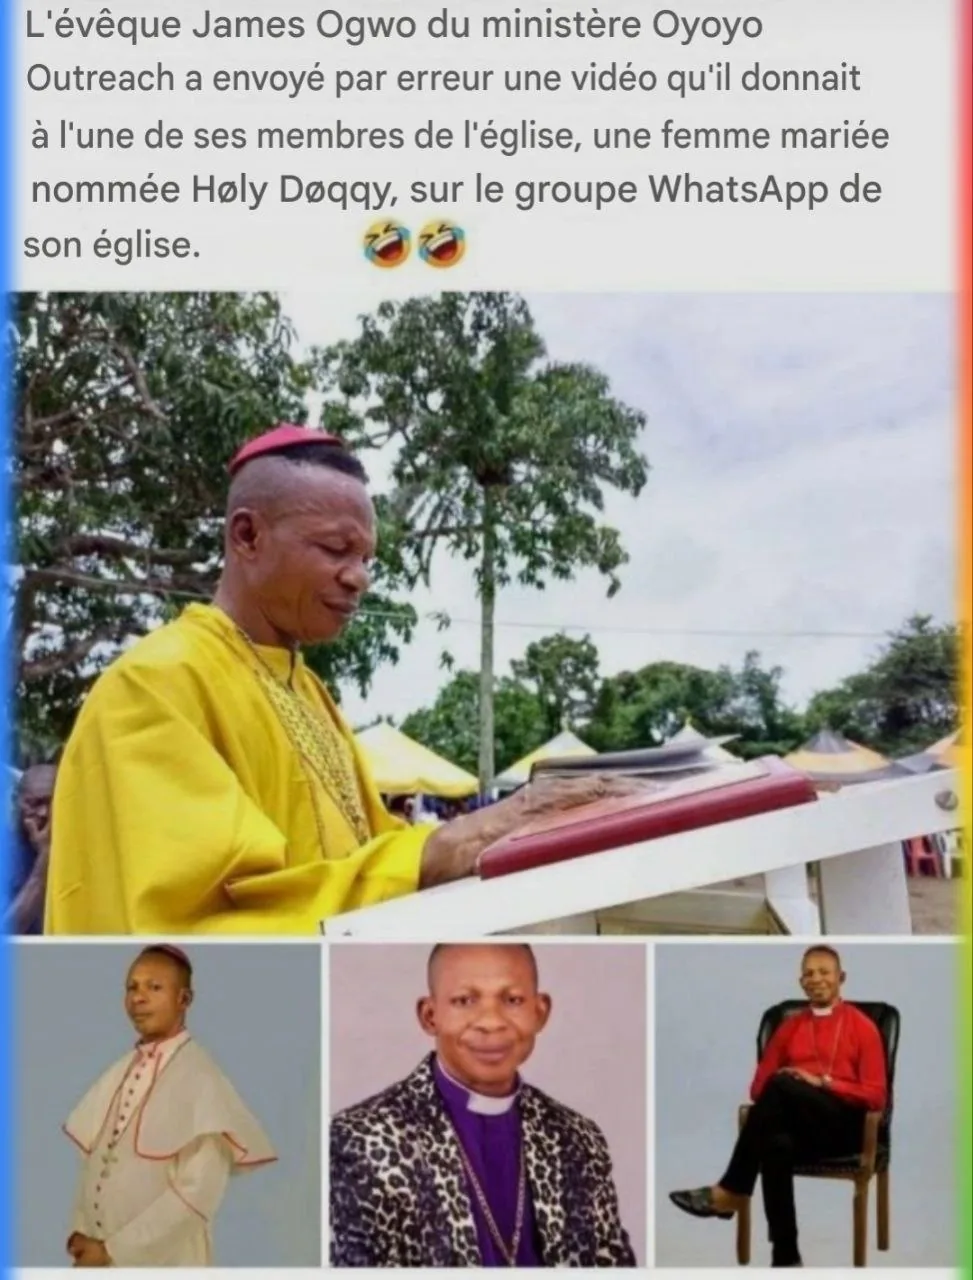 L'évêque James Ogwo du ministère Oyoyo
Outreach a envoyé par erreur une vidéo qu'il donnait
à l'une de ses membres de l'église, une femme mariée
nommée Høly Døqqy, sur le groupe WhatsApp de
son église. 🤣🤣